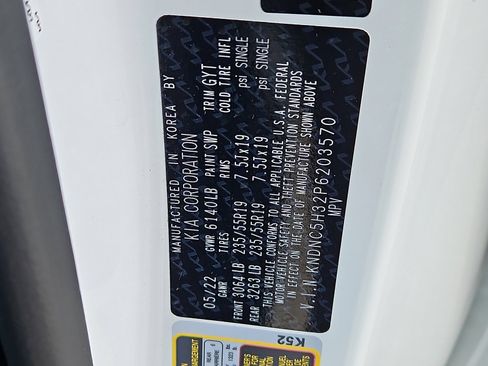 MANUFACTURED IN KOREA BY
KIA CORPORATION
05/22 GVWR 6140LB PAINT SWP TRIM GYT
GAWR TIRES RIMS COLD TIRE INFL
FRONT 3064LB 235/55R19 7.5Jx19 psi SINGLE
REAR 3263LB 235/55R19 7.5Jx19 psi SINGLE
THIS VEHICLE CONFORMS TO ALL APPLICABLE U.S.A. FEDERAL
MOTOR VEHICLE SAFETY AND THEFT PREVENTION STANDARDS
IN EFFECT ON THE DATE OF MANUFACTURE SHOWN ABOVE
V.I.N. KNDNC5H32P6203570
MPV
K52